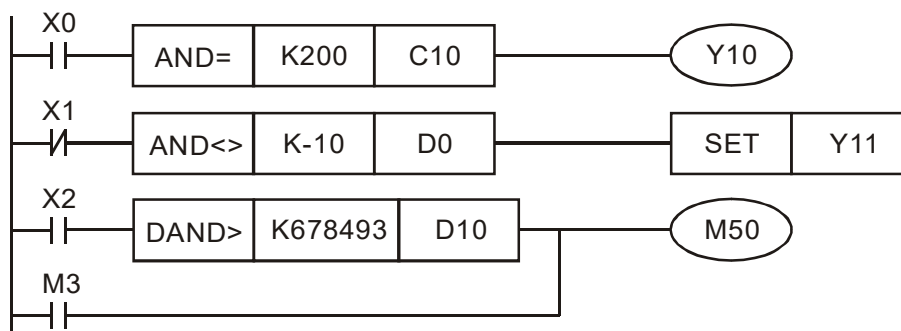 X0
AND= K200 C10 Y10
X1
AND<> K-10 D0 SET Y11
X2
DAND> K678493 D10 M50
M3